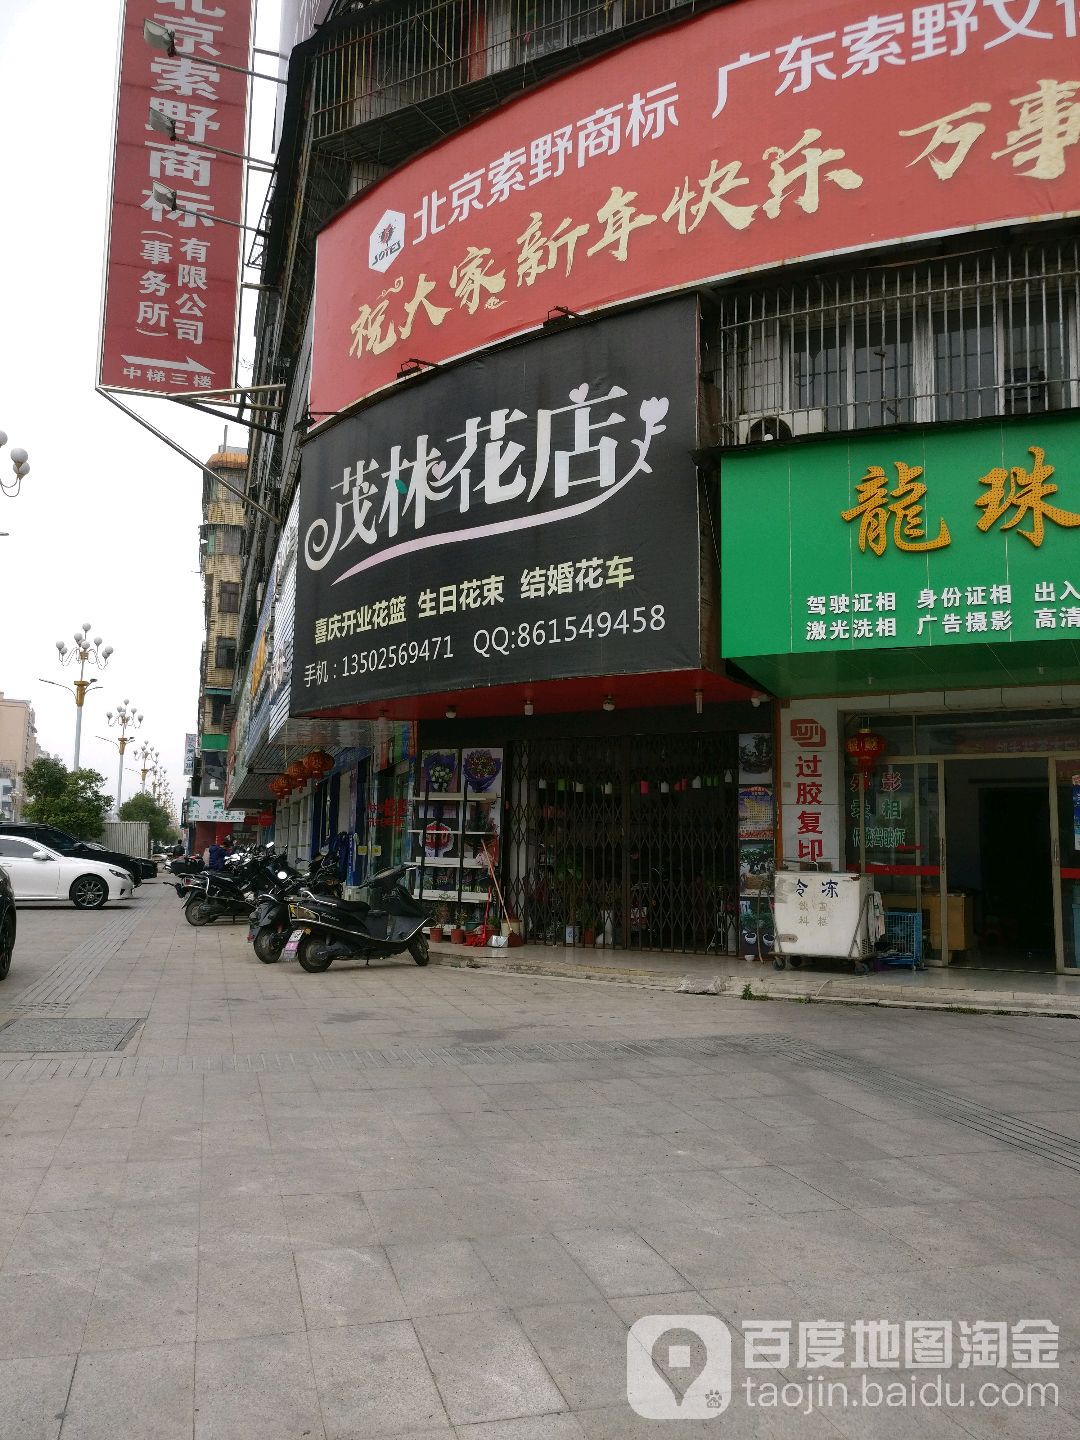 北京索野商标
有限公司
（事务所）
中梯三楼
北京索野商标 广东索野文
SOYES
祝大家新年快乐 万事
茂林花店
喜庆开业花篮 生日花束 结婚花车
手机：13502569471 QQ:861549458
龍珠
驾驶证相 身份证相 出入
激光洗相 广告摄影 高清
FUJI
过胶复印
冷冻
饮料
雪糕
百度地图淘金
taojin.baidu.com